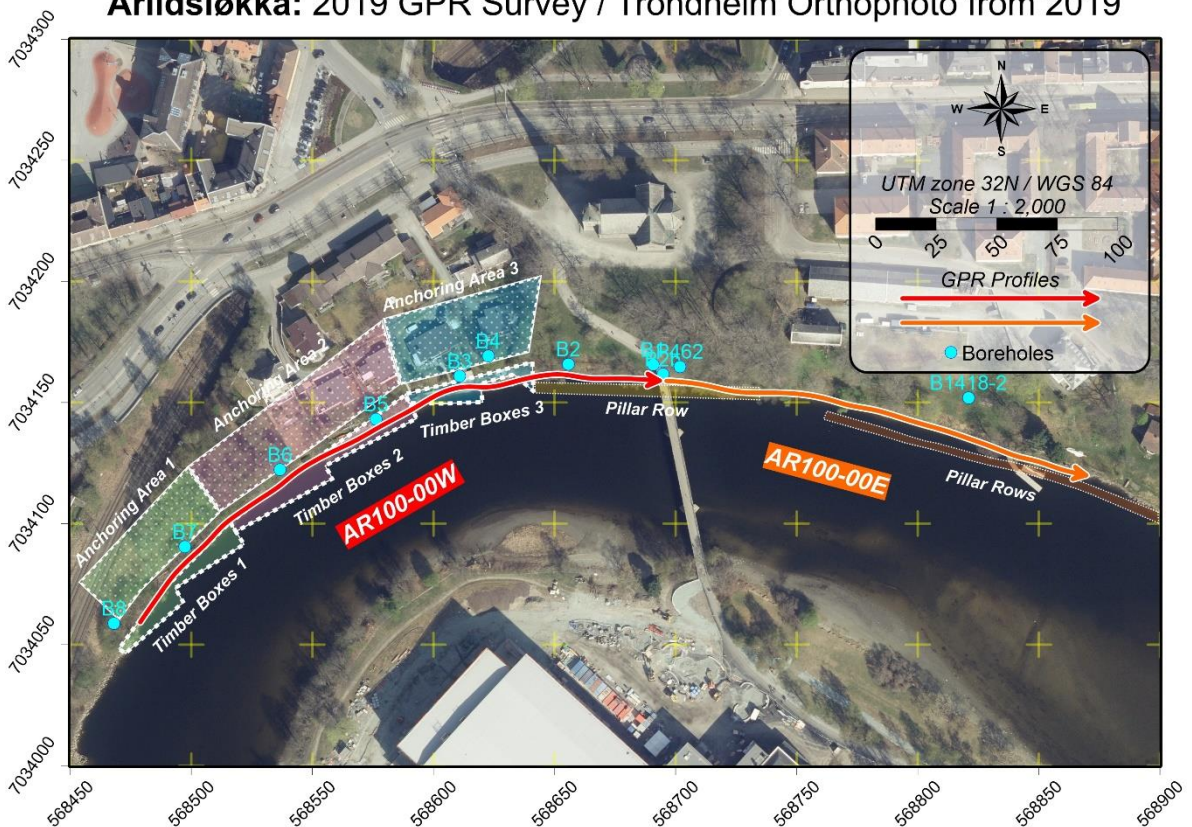 Arildsløkka: 2019 GPR Survey / Trondheim Orthophoto from 2019
7034300
7034250
7034200
7034150
7034100
7034050
7034000
N
W E
S
UTM zone 32N / WGS 84
Scale 1 : 2,000
0 25 50 75 100
GPR Profiles
Boreholes
Anchoring Area 3
Anchoring Area 2
Anchoring Area 1
B4
B3
B2
B462
B1418-2
B5
B6
B7
B8
Pillar Row
Timber Boxes 3
Timber Boxes 2
Timber Boxes 1
AR100-00W
AR100-00E
Pillar Rows
568450
568500
568550
568600
568650
568700
568750
568800
568850
568900